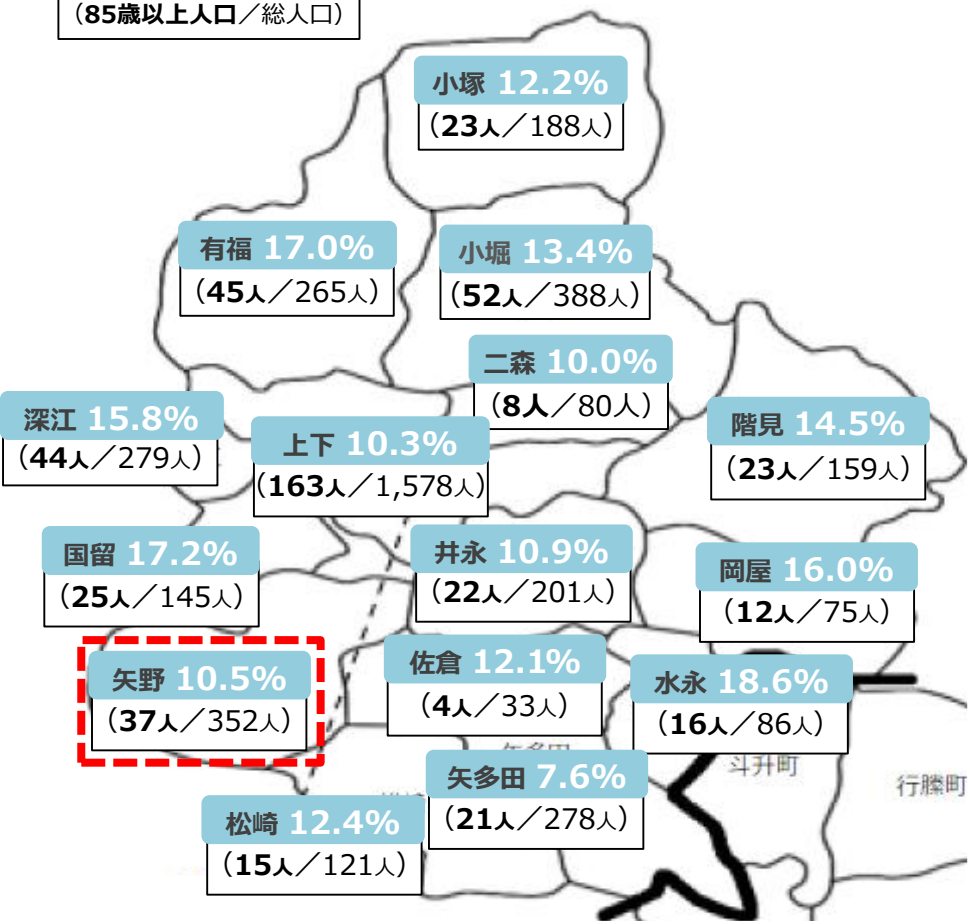 （85歳以上人口／総人口）
小塚 12.2%
（23人／188人）
有福 17.0%
（45人／265人）
小堀 13.4%
（52人／388人）
二森 10.0%
（8人／80人）
深江 15.8%
（44人／279人）
上下 10.3%
（163人／1,578人）
階見 14.5%
（23人／159人）
国留 17.2%
（25人／145人）
井永 10.9%
（22人／201人）
岡屋 16.0%
（12人／75人）
矢野 10.5%
（37人／352人）
佐倉 12.1%
（4人／33人）
水永 18.6%
（16人／86人）
斗升町
行縢町
矢多田 7.6%
（21人／278人）
松崎 12.4%
（15人／121人）